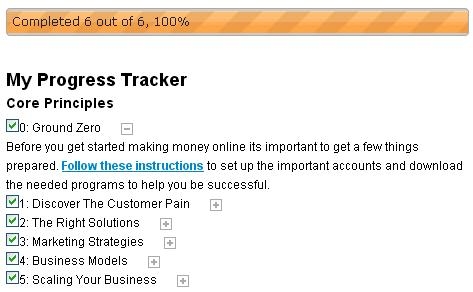 Completed 6 out of 6, 100%
My Progress Tracker
Core Principles
0: Ground Zero
Before you get started making money online its important to get a few things
prepared. Follow these instructions to set up the important accounts and download
the needed programs to help you be successful.
1: Discover The Customer Pain
2: The Right Solutions
3: Marketing Strategies
4: Business Models
5: Scaling Your Business